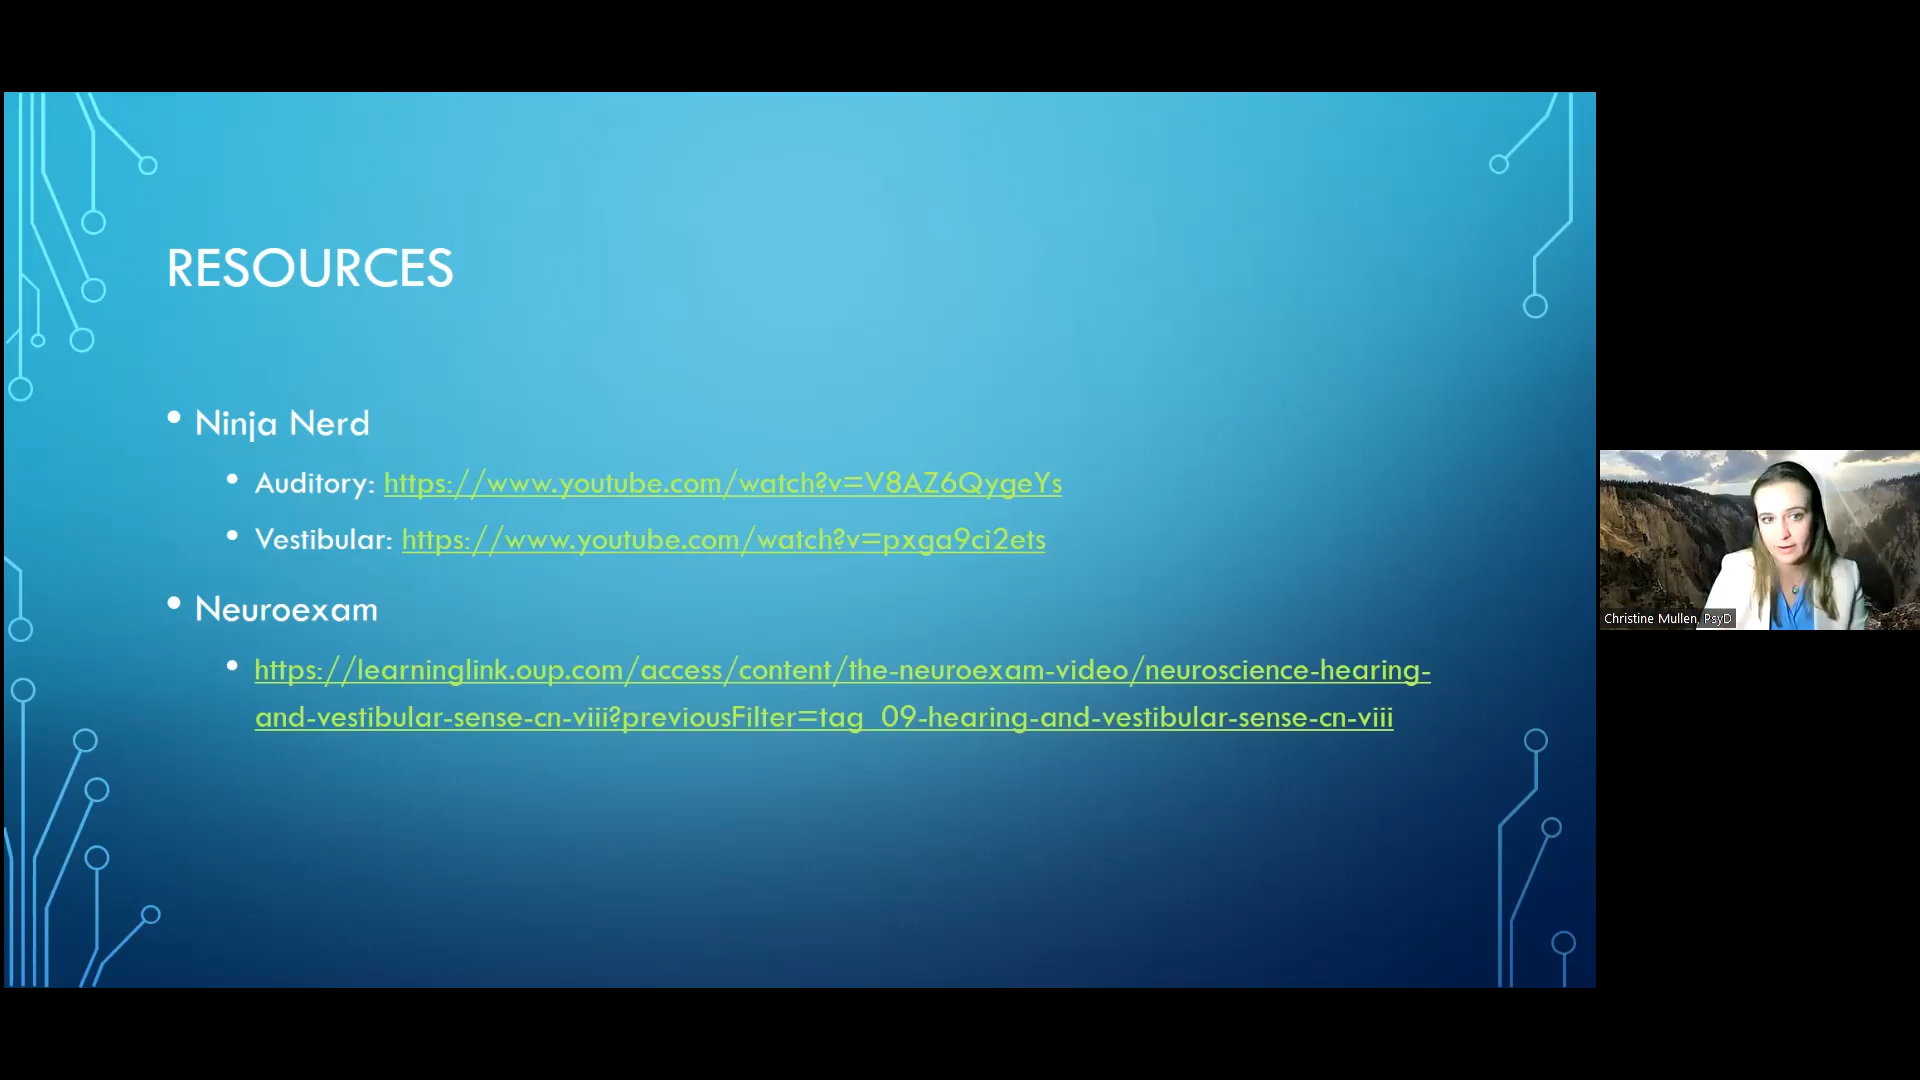 RESOURCES
• Ninja Nerd
• Auditory: https://www.youtube.com/watch?v=V8AZ6QygeYs
• Vestibular: https://www.youtube.com/watch?v=pxga9ci2ets
• Neuroexam
• https://learninglink.oup.com/access/content/the-neuroexam-video/neuroscience-hearing-
and-vestibular-sense-cn-viii?previousFilter=tag_09-hearing-and-vestibular-sense-cn-viii
Christine Mullen, PsyD